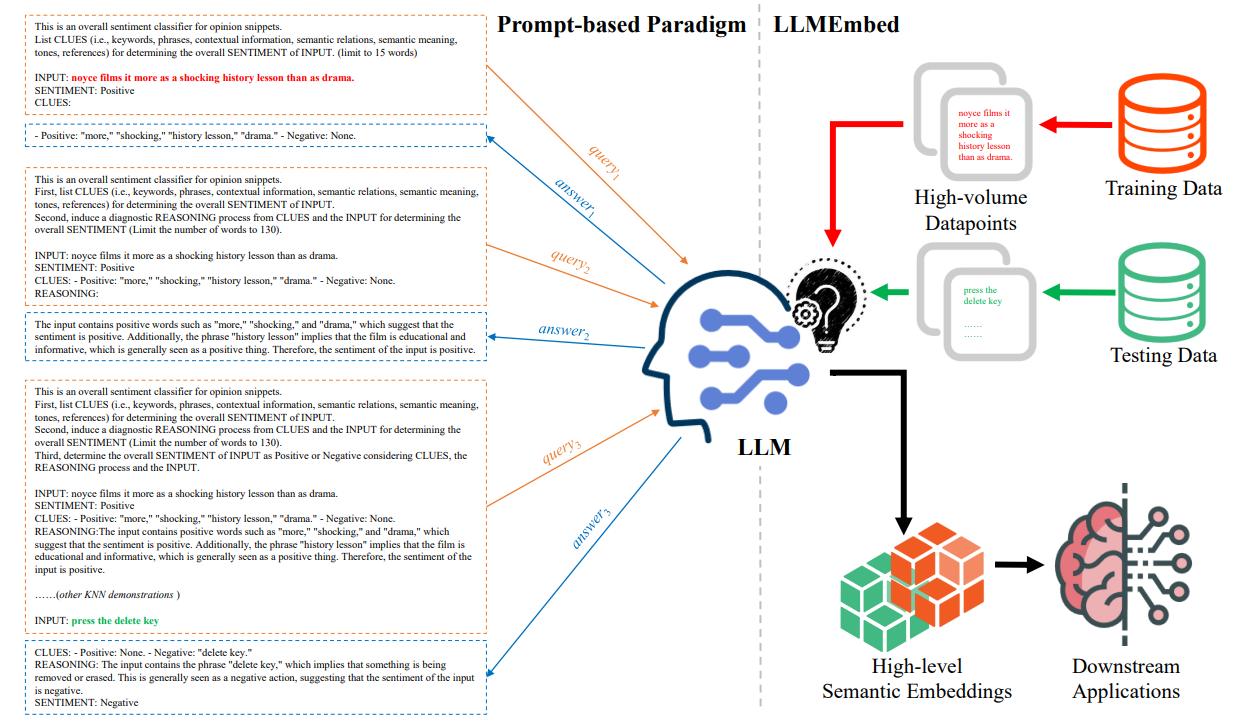 Prompt-based Paradigm
LLMEmbed
This is an overall sentiment classifier for opinion snippets.
List CLUES (i.e., keywords, phrases, contextual information, semantic relations, semantic meaning,
tones, references) for determining the overall SENTIMENT of INPUT. (limit to 15 words)
INPUT: noyce films it more as a shocking history lesson than as drama.
SENTIMENT: Positive
CLUES:
- Positive: "more," "shocking," "history lesson," "drama." - Negative: None.
This is an overall sentiment classifier for opinion snippets.
First, list CLUES (i.e., keywords, phrases, contextual information, semantic relations, semantic meaning,
tones, references) for determining the overall SENTIMENT of INPUT.
Second, induce a diagnostic REASONING process from CLUES and the INPUT for determining the
overall SENTIMENT (Limit the number of words to 130).
INPUT: noyce films it more as a shocking history lesson than as drama.
SENTIMENT: Positive
CLUES: - Positive: "more," "shocking," "history lesson," "drama." - Negative: None.
REASONING:
The input contains positive words such as "more," "shocking," and "drama," which suggest that the
sentiment is positive. Additionally, the phrase "history lesson" implies that the film is educational and
informative, which is generally seen as a positive thing. Therefore, the sentiment of the input is positive.
This is an overall sentiment classifier for opinion snippets.
First, list CLUES (i.e., keywords, phrases, contextual information, semantic relations, semantic meaning,
tones, references) for determining the overall SENTIMENT of INPUT.
Second, induce a diagnostic REASONING process from CLUES and the INPUT for determining the
overall SENTIMENT (Limit the number of words to 130).
Third, determine the overall SENTIMENT of INPUT as Positive or Negative considering CLUES, the
REASONING process and the INPUT.
INPUT: noyce films it more as a shocking history lesson than as drama.
SENTIMENT: Positive
CLUES: - Positive: "more," "shocking," "history lesson," "drama." - Negative: None.
REASONING:The input contains positive words such as "more," "shocking," and "drama," which
suggest that the sentiment is positive. Additionally, the phrase "history lesson" implies that the film is
educational and informative, which is generally seen as a positive thing. Therefore, the sentiment of the
input is positive.
……(other KNN demonstrations )
INPUT: press the delete key
CLUES: - Positive: None. - Negative: "delete key."
REASONING: The input contains the phrase "delete key," which implies that something is being
removed or erased. This is generally seen as a negative action, suggesting that the sentiment of the input
is negative.
SENTIMENT: Negative
query1
answer1
query2
answer2
query3
answer3
LLM
noyce films it
more as a
shocking
history lesson
than as drama.
High-volume
Datapoints
Training Data
press the
delete key
……
Testing Data
High-level
Semantic Embeddings
Downstream
Applications